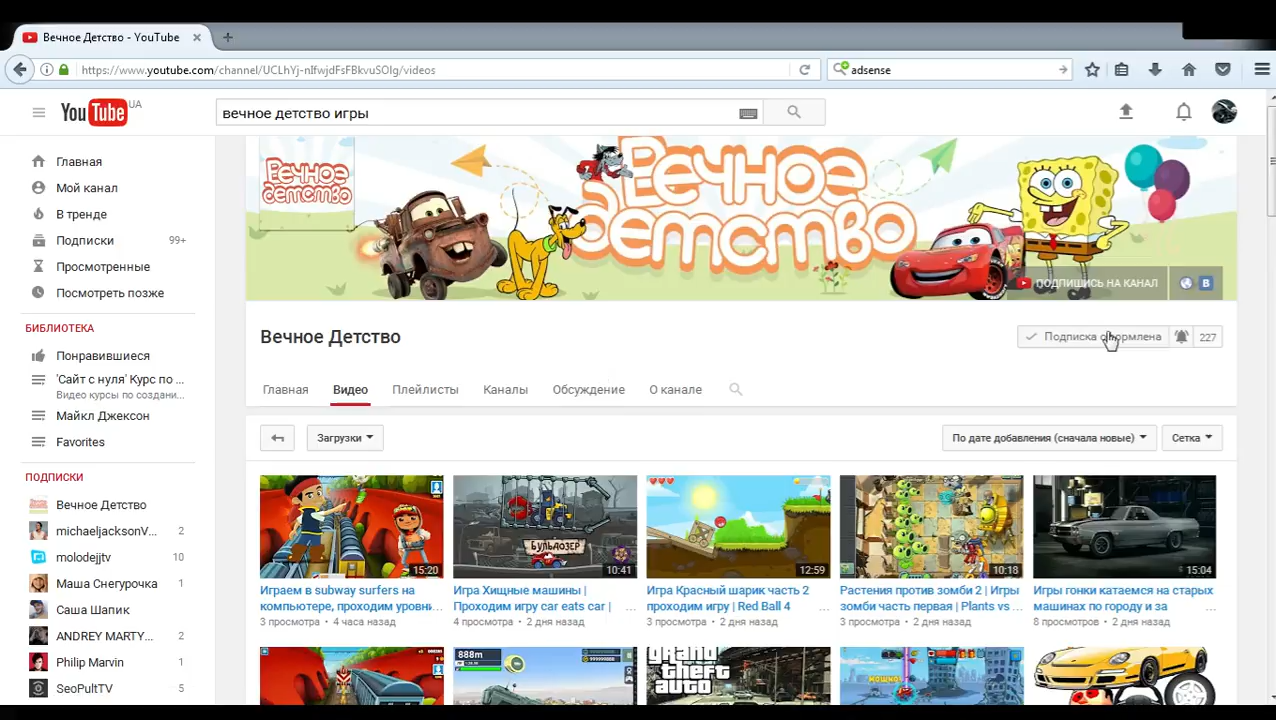 Вечное Детство - YouTube
https://www.youtube.com/channel/UCLhYj-nIfwjdFsFBkvuSOIg/videos
adsense
YouTube
UA
вечное детство игры
Главная
Мой канал
В тренде
Подписки 99+
Просмотренные
Посмотреть позже
БИБЛИОТЕКА
Понравившиеся
'Сайт с нуля' Курс по ...
Видео курсы по создани...
Майкл Джексон
Favorites
ПОДПИСКИ
Вечное Детство
michaeljacksonV... 2
molodejjtv 10
Маша Снегурочка 1
Саша Шапик
ANDREY MARTY... 2
Philip Marvin 1
SeoPultTV 5
Вечное
детство
Вечное
детство
ПОДПИШИСЬ НА КАНАЛ
B
Вечное Детство
Подписка оформлена 227
Главная Видео Плейлисты Каналы Обсуждение О канале
Загрузки
По дате добавления (сначала новые) Сетка
15:20
БУЛЬДОЗЕР
10:41
12:59
10:18
15:04
Играем в subway surfers на
компьютере, проходим уровни...
3 просмотра • 4 часа назад
Игра Хищные машины |
Проходим игру car eats car |
4 просмотра • 2 дня назад
Игра Красный шарик часть 2
проходим игру | Red Ball 4
3 просмотра • 2 дня назад
Растения против зомби 2 | Игры
зомби часть первая | Plants vs
3 просмотра • 2 дня назад
Игры гонки катаемся на старых
машинах по городу и за
8 просмотров • 2 дня назад
888m
grand
theft
auto